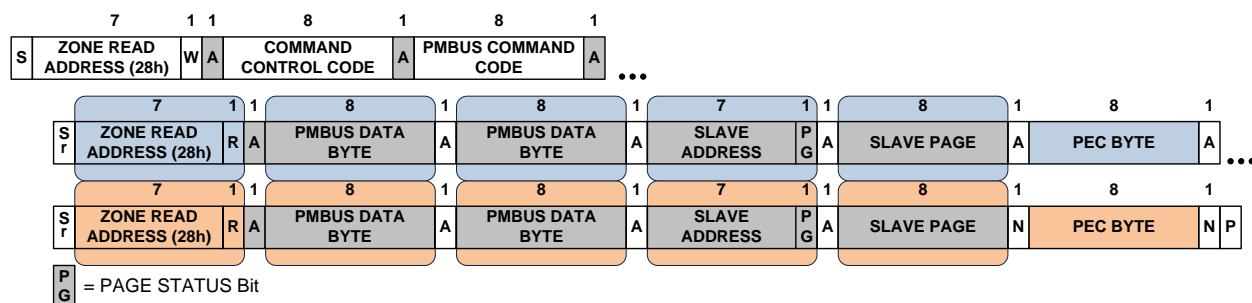 7 1 1 8 1 8 1
S ZONE READ ADDRESS (28h) W A COMMAND CONTROL CODE A PMBUS COMMAND CODE A ...
7 1 1 8 1 8 1 7 1 1 8 1 8 1
Sr ZONE READ ADDRESS (28h) R A PMBUS DATA BYTE A PMBUS DATA BYTE A SLAVE ADDRESS PG A SLAVE PAGE A PEC BYTE A ...
7 1 1 8 1 8 1 7 1 1 8 1 8 1
Sr ZONE READ ADDRESS (28h) R A PMBUS DATA BYTE A PMBUS DATA BYTE A SLAVE ADDRESS PG A SLAVE PAGE N PEC BYTE N P
PG = PAGE STATUS Bit